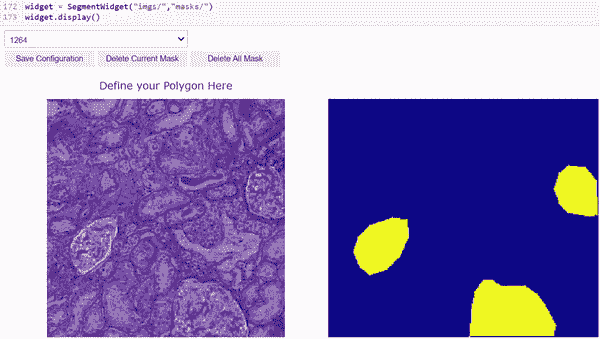 172 widget = SegmentWidget("imgs/","masks/")
173 widget.display()
1264
Save Configuration Delete Current Mask Delete All Mask
Define your Polygon Here